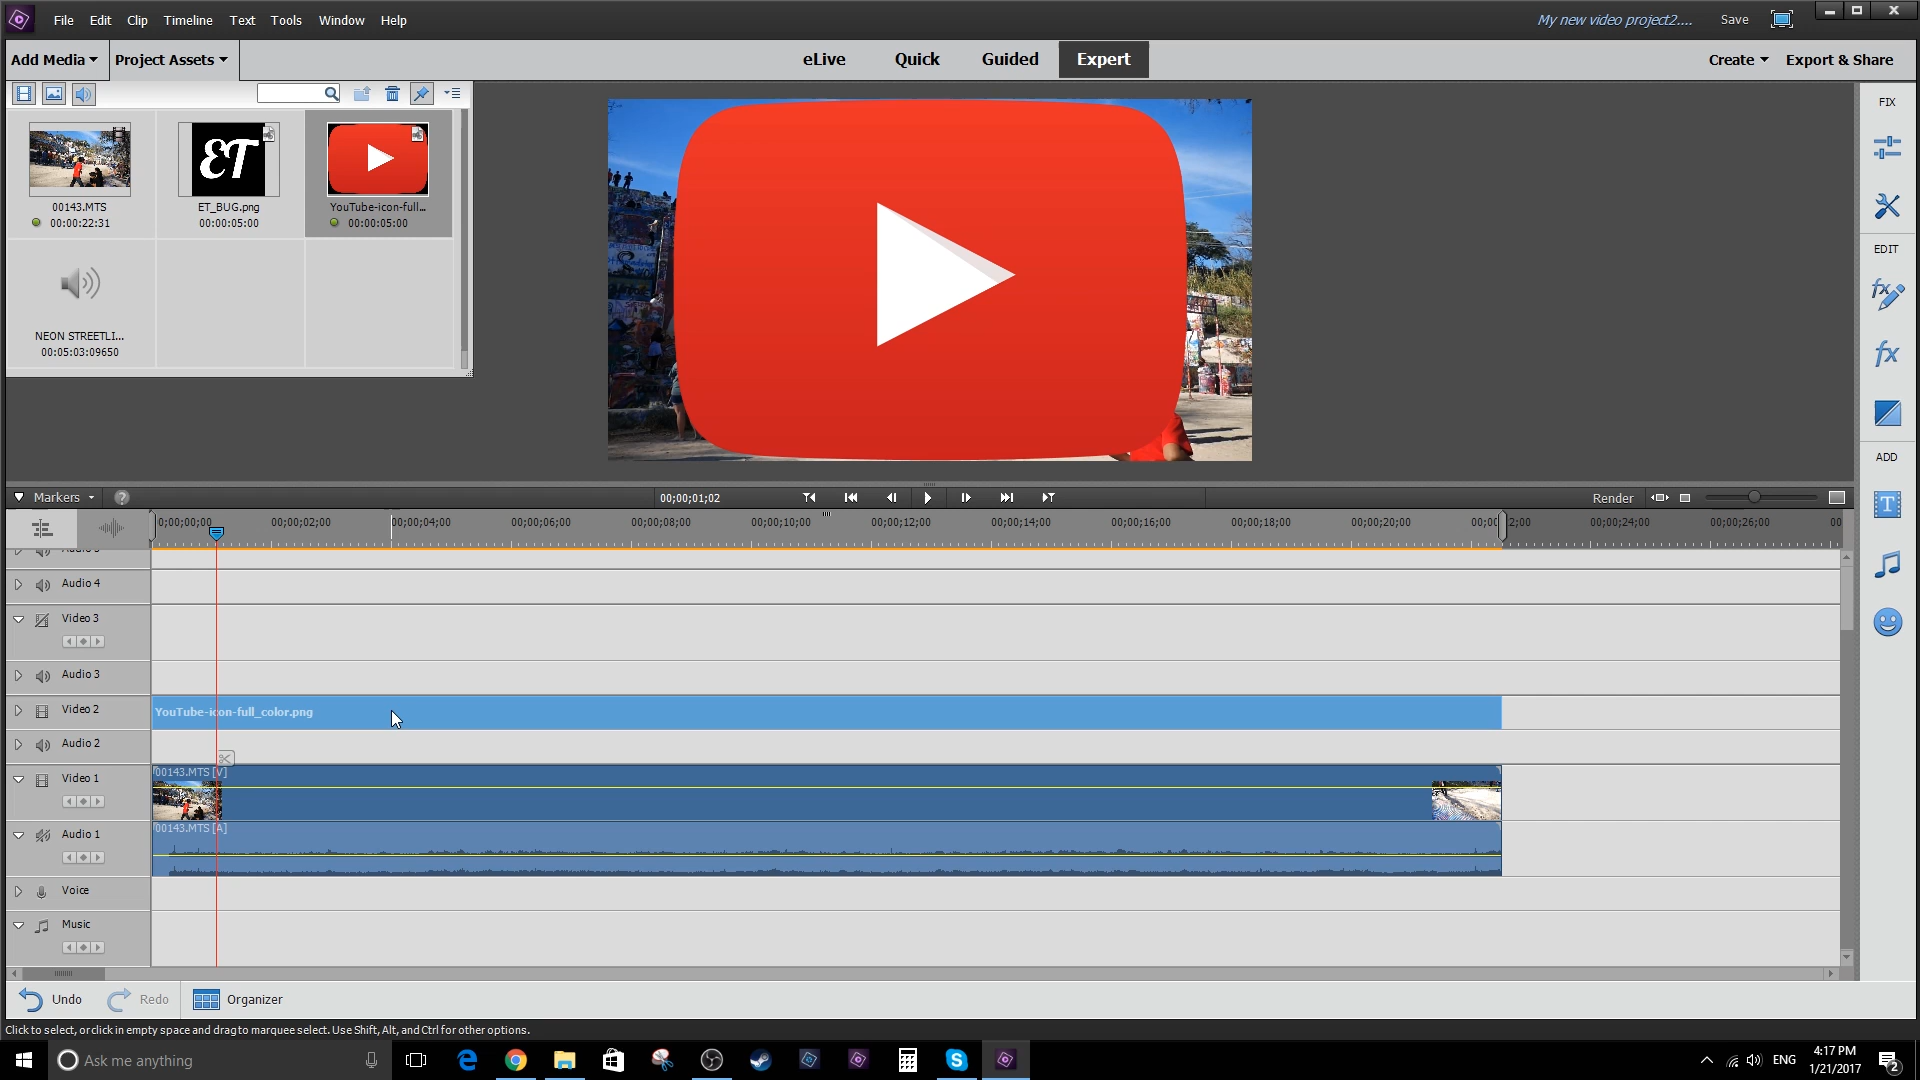 File Edit Clip Timeline Text Tools Window Help
My new video project2.... Save
Add Media Project Assets
eLive Quick Guided Expert
Create Export & Share
FIX
ET
00143.MTS ET_BUG.png YouTube-icon-full...
00:00:22:31 00:00:05:00 00:00:05:00
EDIT
NEON STREETLI...
00:05:03:09650
ADD
Markers
00;00;01;02
Render
0;00;00;00 00;00;02;00 00;00;04;00 00;00;06;00 00;00;08;00 00;00;10;00 00;00;12;00 00;00;14;00 00;00;16;00 00;00;18;00 00;00;20;00 00;00;24;00 00;00;26;00 00
Audio 4
Video 3
Audio 3
Video 2
YouTube-icon-full_color.png
Audio 2
Video 1
00143.MTS [V]
Audio 1
00143.MTS [A]
Voice
Music
Undo Redo Organizer
Click to select, or click in empty space and drag to marquee select. Use Shift, Alt, and Ctrl for other options.
Ask me anything
ENG
4:17 PM
1/21/2017
2